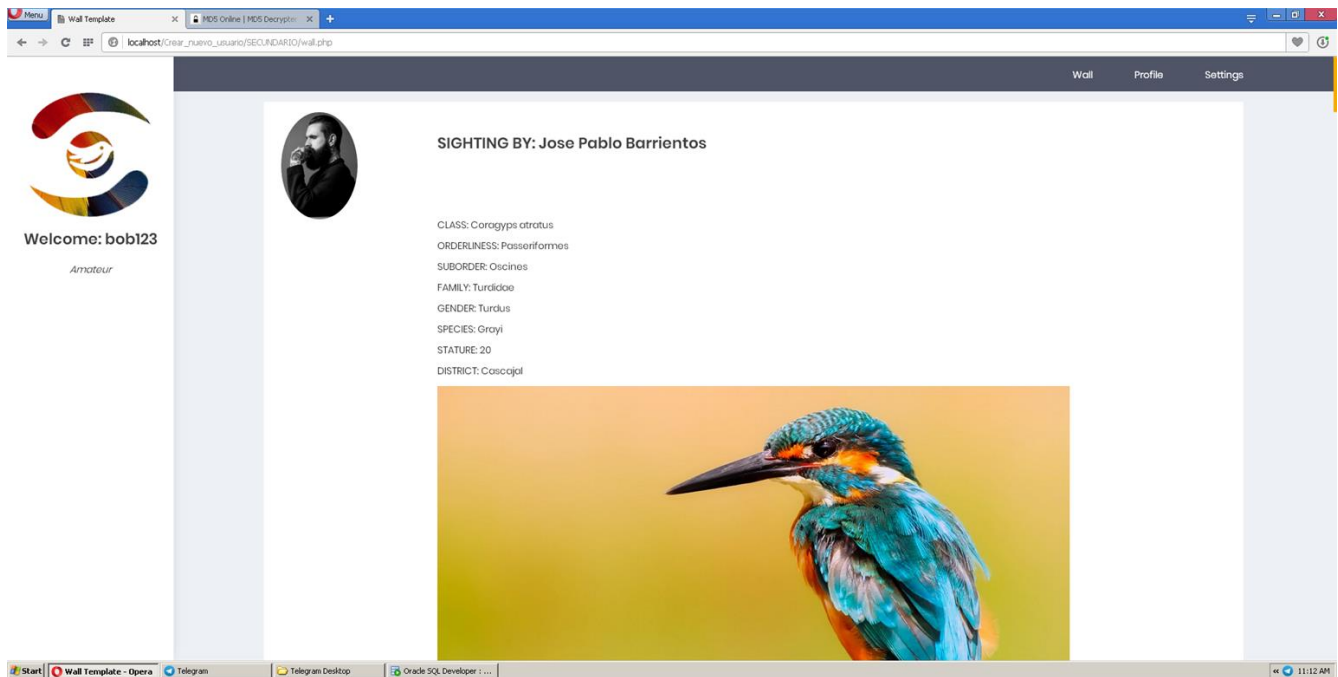 Menu
Wall Template
MD5 Online | MD5 Decrypter
localhost/Crear_nuevo_usuario/SECUNDARIO/wall.php
Wall Profile Settings
SIGHTING BY: Jose Pablo Barrientos
Welcome: bob123
Amateur
CLASS: Coragyps atratus
ORDERLINESS: Passeriformes
SUBORDER: Oscines
FAMILY: Turdidae
GENDER: Turdus
SPECIES: Grayi
STATURE: 20
DISTRICT: Cascajal
Start
Wall Template - Opera
Telegram
Telegram Desktop
Oracle SQL Developer : ...
11:12 AM